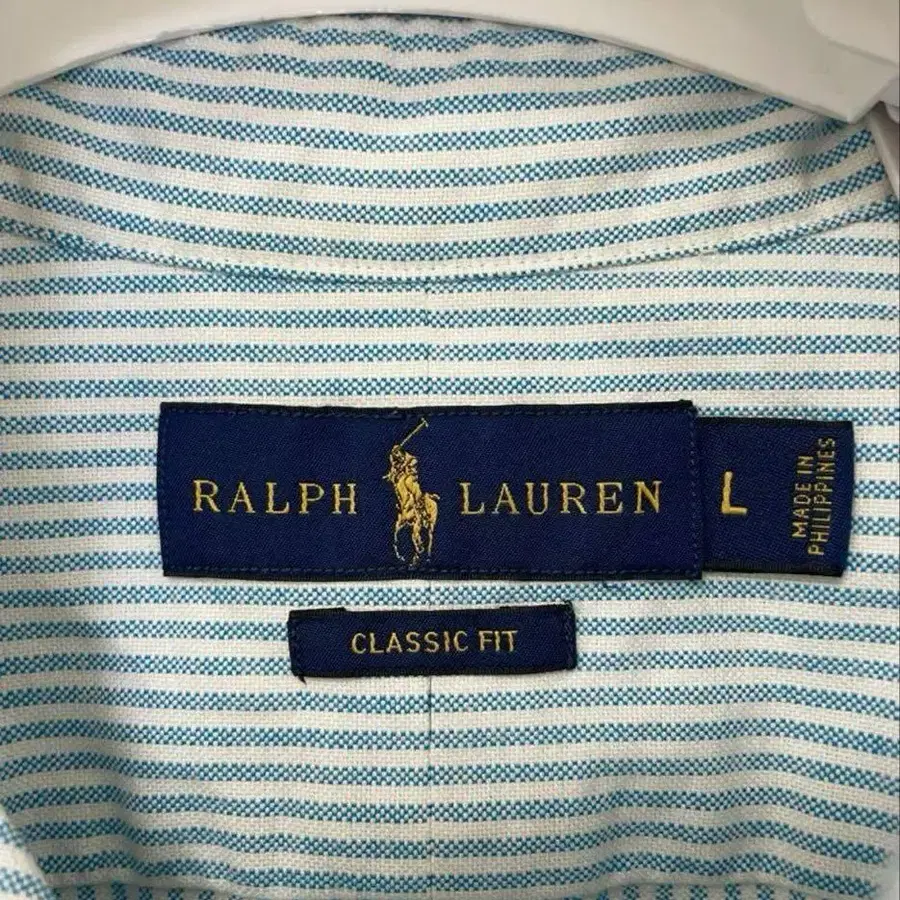 RALPH LAUREN
L
MADE IN
PHILIPPINES
CLASSIC FIT